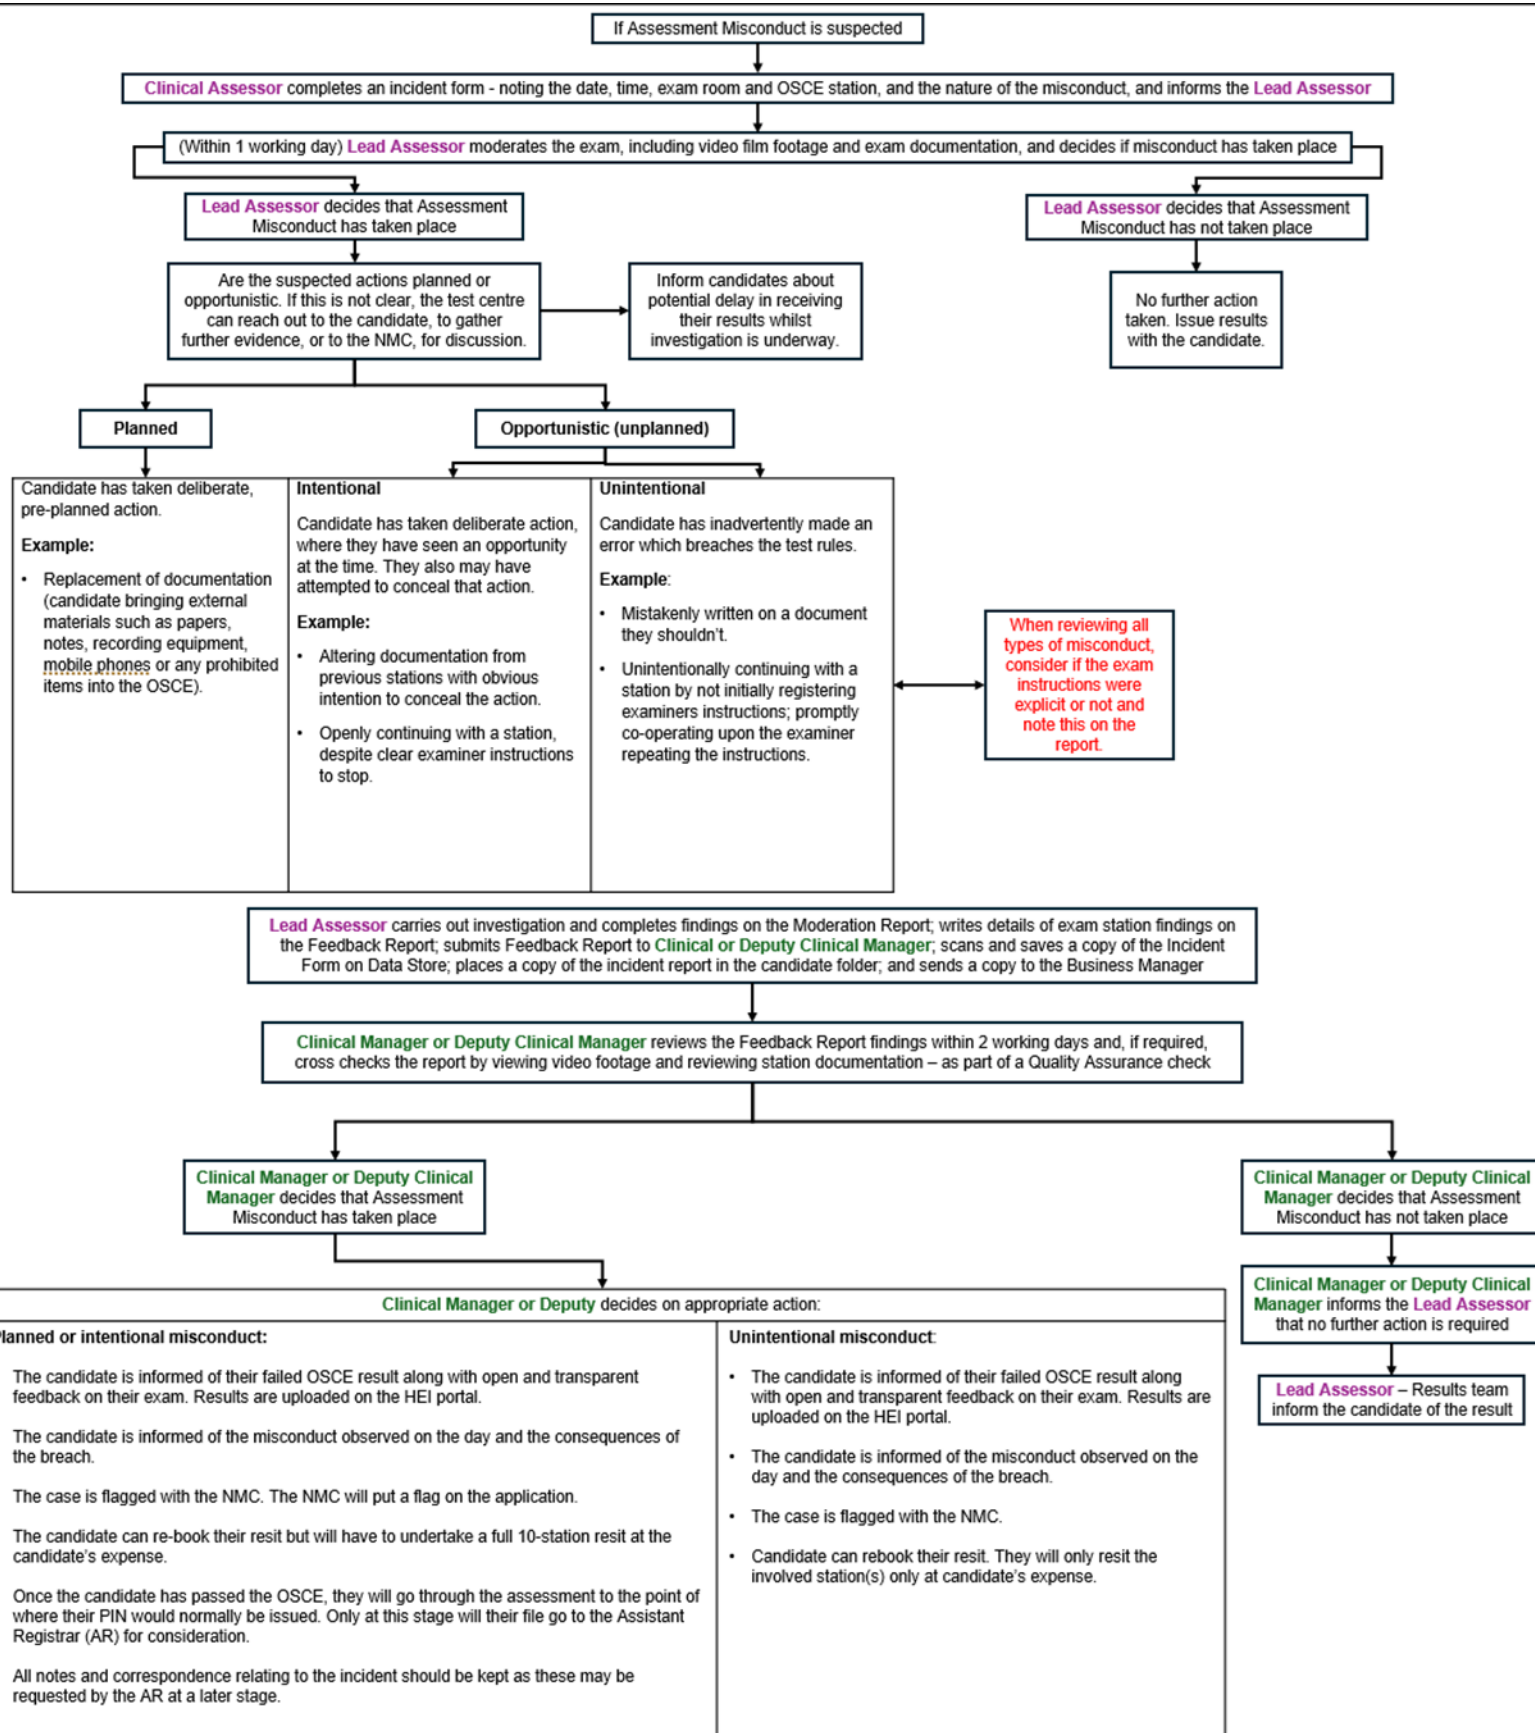 If Assessment Misconduct is suspected
Clinical Assessor completes an incident form - noting the date, time, exam room and OSCE station, and the nature of the misconduct, and informs the Lead Assessor
(Within 1 working day) Lead Assessor moderates the exam, including video film footage and exam documentation, and decides if misconduct has taken place
Lead Assessor decides that Assessment
Misconduct has taken place
Lead Assessor decides that Assessment
Misconduct has not taken place
Are the suspected actions planned or
opportunistic. If this is not clear, the test centre
can reach out to the candidate, to gather
further evidence, or to the NMC, for discussion.
Inform candidates about
potential delay in receiving
their results whilst
investigation is underway.
No further action
taken. Issue results
with the candidate.
Planned
Opportunistic (unplanned)
Candidate has taken deliberate,
pre-planned action.
Example:
• Replacement of documentation
(candidate bringing external
materials such as papers,
notes, recording equipment,
mobile phones or any prohibited
items into the OSCE).
Intentional
Candidate has taken deliberate action,
where they have seen an opportunity
at the time. They also may have
attempted to conceal that action.
Example:
• Altering documentation from
previous stations with obvious
intention to conceal the action.
• Openly continuing with a station,
despite clear examiner instructions
to stop.
Unintentional
Candidate has inadvertently made an
error which breaches the test rules.
Example:
• Mistakenly written on a document
they shouldn't.
• Unintentionally continuing with a
station by not initially registering
examiners instructions; promptly
co-operating upon the examiner
repeating the instructions.
When reviewing all
types of misconduct,
consider if the exam
instructions were
explicit or not and
note this on the
report.
Lead Assessor carries out investigation and completes findings on the Moderation Report; writes details of exam station findings on
the Feedback Report; submits Feedback Report to Clinical or Deputy Clinical Manager; scans and saves a copy of the Incident
Form on Data Store; places a copy of the incident report in the candidate folder; and sends a copy to the Business Manager
Clinical Manager or Deputy Clinical Manager reviews the Feedback Report findings within 2 working days and, if required,
cross checks the report by viewing video footage and reviewing station documentation – as part of a Quality Assurance check
Clinical Manager or Deputy Clinical
Manager decides that Assessment
Misconduct has taken place
Clinical Manager or Deputy Clinical
Manager decides that Assessment
Misconduct has not taken place
Clinical Manager or Deputy Clinical
Manager informs the Lead Assessor
that no further action is required
Lead Assessor – Results team
inform the candidate of the result
Clinical Manager or Deputy decides on appropriate action:
lanned or intentional misconduct:
The candidate is informed of their failed OSCE result along with open and transparent
feedback on their exam. Results are uploaded on the HEI portal.
The candidate is informed of the misconduct observed on the day and the consequences of
the breach.
The case is flagged with the NMC. The NMC will put a flag on the application.
The candidate can re-book their resit but will have to undertake a full 10-station resit at the
candidate's expense.
Once the candidate has passed the OSCE, they will go through the assessment to the point of
where their PIN would normally be issued. Only at this stage will their file go to the Assistant
Registrar (AR) for consideration.
All notes and correspondence relating to the incident should be kept as these may be
requested by the AR at a later stage.
Unintentional misconduct:
• The candidate is informed of their failed OSCE result along
with open and transparent feedback on their exam. Results are
uploaded on the HEI portal.
• The candidate is informed of the misconduct observed on the
day and the consequences of the breach.
• The case is flagged with the NMC.
• Candidate can rebook their resit. They will only resit the
involved station(s) only at candidate's expense.